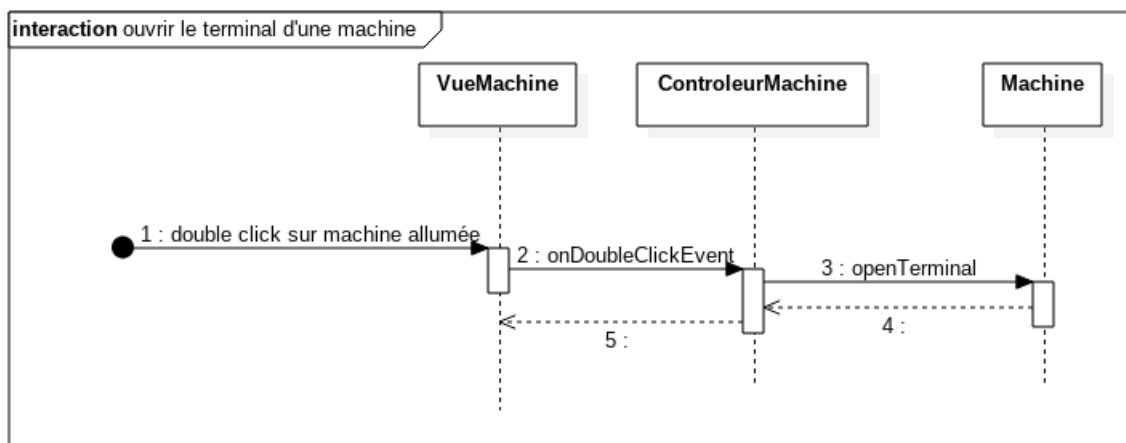 interaction ouvrir le terminal d'une machine
VueMachine
ControleurMachine
Machine
1 : double click sur machine allumée
2 : onDoubleClickEvent
3 : openTerminal
4 :
5 :